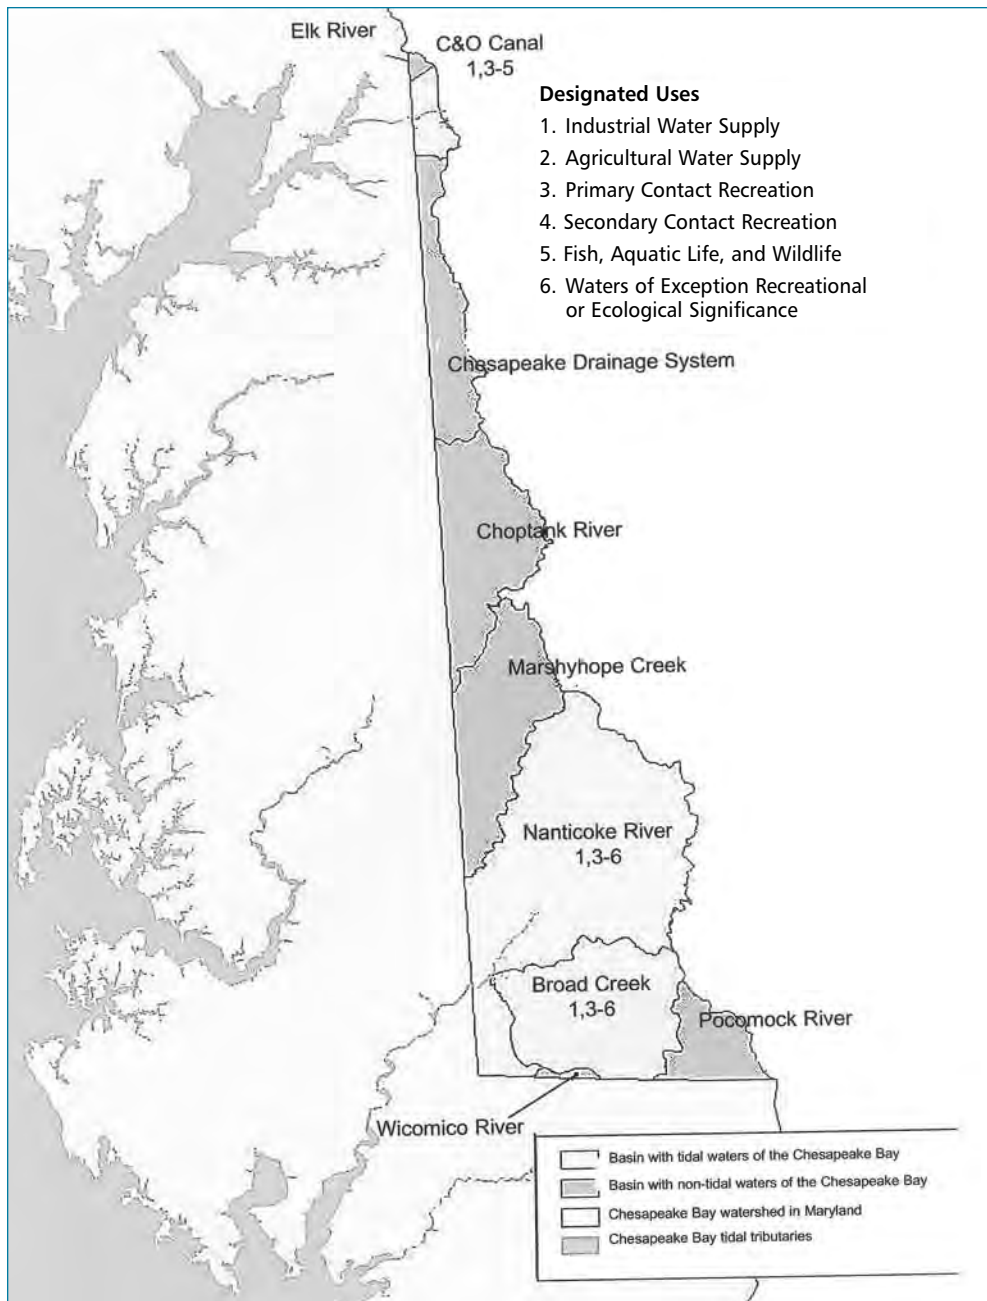 Elk River
C&O Canal
1,3-5
Designated Uses
1. Industrial Water Supply
2. Agricultural Water Supply
3. Primary Contact Recreation
4. Secondary Contact Recreation
5. Fish, Aquatic Life, and Wildlife
6. Waters of Exception Recreational
or Ecological Significance
Chesapeake Drainage System
Choptank River
Marshyhope Creek
Nanticoke River
1,3-6
Broad Creek
1,3-6
Pocomock River
Wicomico River
Basin with tidal waters of the Chesapeake Bay
Basin with non-tidal waters of the Chesapeake Bay
Chesapeake Bay watershed in Maryland
Chesapeake Bay tidal tributaries